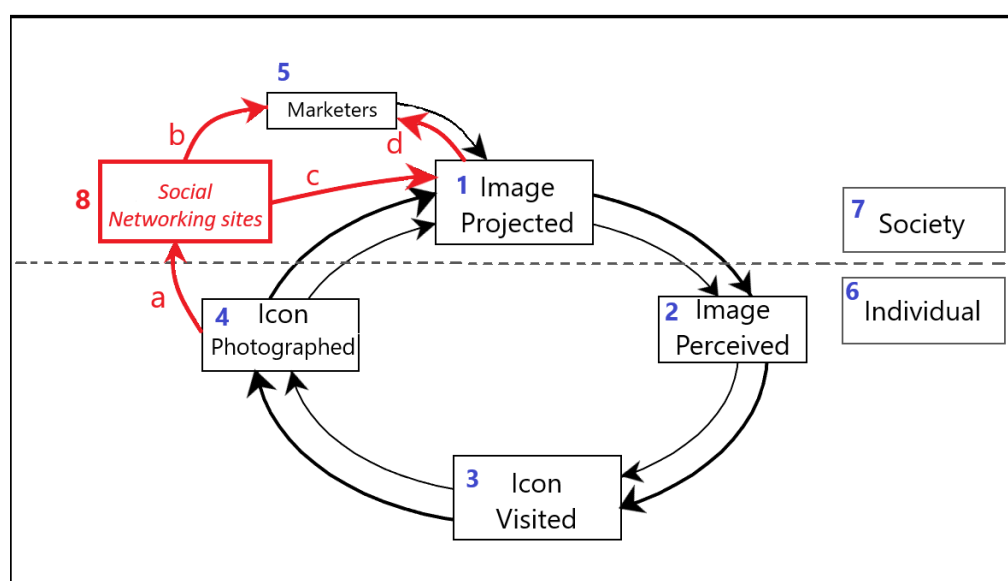 5
Marketers
b
d
8
Social
Networking sites
c
1 Image
Projected
7
Society
a
4 Icon
Photographed
2 Image
Perceived
6
Individual
3 Icon
Visited